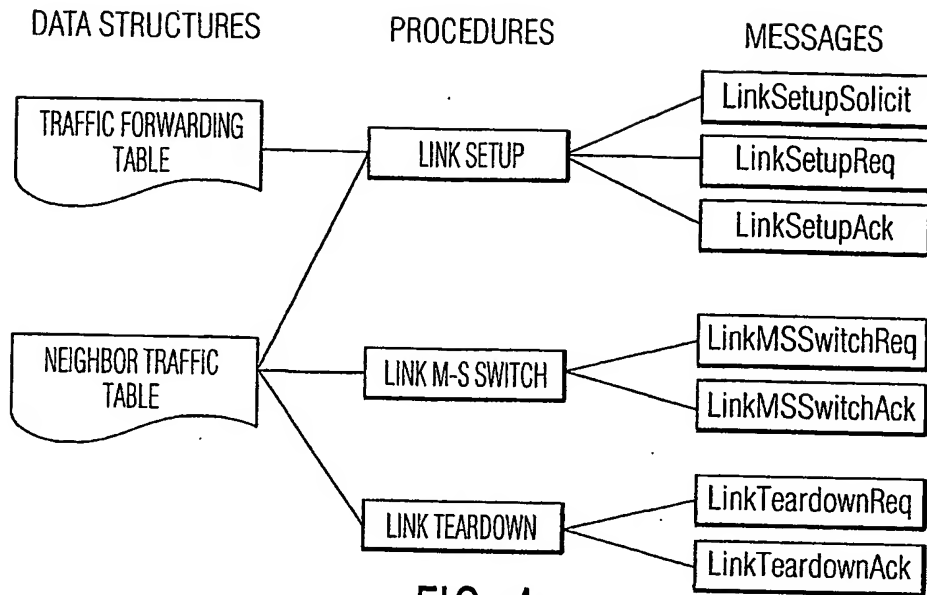 DATA STRUCTURES
PROCEDURES
MESSAGES
TRAFFIC FORWARDING
TABLE
LINK SETUP
LinkSetupSolicit
LinkSetupReq
LinkSetupAck
NEIGHBOR TRAFFIC
TABLE
LINK M-S SWITCH
LinkMSSwitchReq
LinkMSSwitchAck
LINK TEARDOWN
LinkTeardownReq
LinkTeardownAck